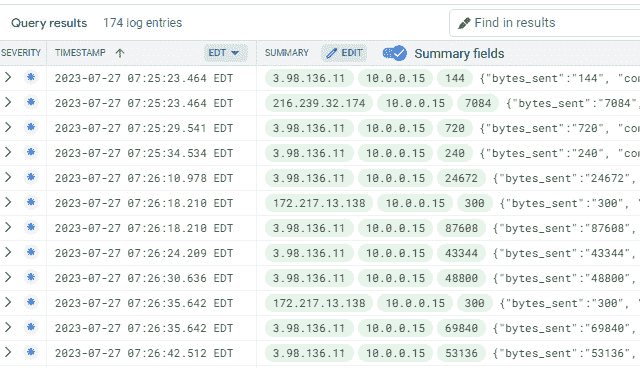 Query results 174 log entries Find in results
SEVERITY TIMESTAMP EDT SUMMARY EDIT Summary fields
2023-07-27 07:25:23.464 EDT 3.98.136.11 10.0.0.15 144 {"bytes_sent":"144", "co
2023-07-27 07:25:23.464 EDT 216.239.32.174 10.0.0.15 7084 {"bytes_sent":"7084",
2023-07-27 07:25:29.541 EDT 3.98.136.11 10.0.0.15 720 {"bytes_sent":"720", "co
2023-07-27 07:25:34.534 EDT 3.98.136.11 10.0.0.15 240 {"bytes_sent":"240", "co
2023-07-27 07:26:10.978 EDT 3.98.136.11 10.0.0.15 24672 {"bytes_sent":"24672",
2023-07-27 07:26:18.210 EDT 172.217.13.138 10.0.0.15 300 {"bytes_sent":"300", "
2023-07-27 07:26:18.210 EDT 3.98.136.11 10.0.0.15 87608 {"bytes_sent":"87608",
2023-07-27 07:26:24.209 EDT 3.98.136.11 10.0.0.15 43344 {"bytes_sent":"43344",
2023-07-27 07:26:30.636 EDT 3.98.136.11 10.0.0.15 48800 {"bytes_sent":"48800",
2023-07-27 07:26:35.642 EDT 172.217.13.138 10.0.0.15 300 {"bytes_sent":"300", "
2023-07-27 07:26:35.642 EDT 3.98.136.11 10.0.0.15 69840 {"bytes_sent":"69840",
2023-07-27 07:26:42.512 EDT 3.98.136.11 10.0.0.15 53136 {"bytes_sent":"53136",